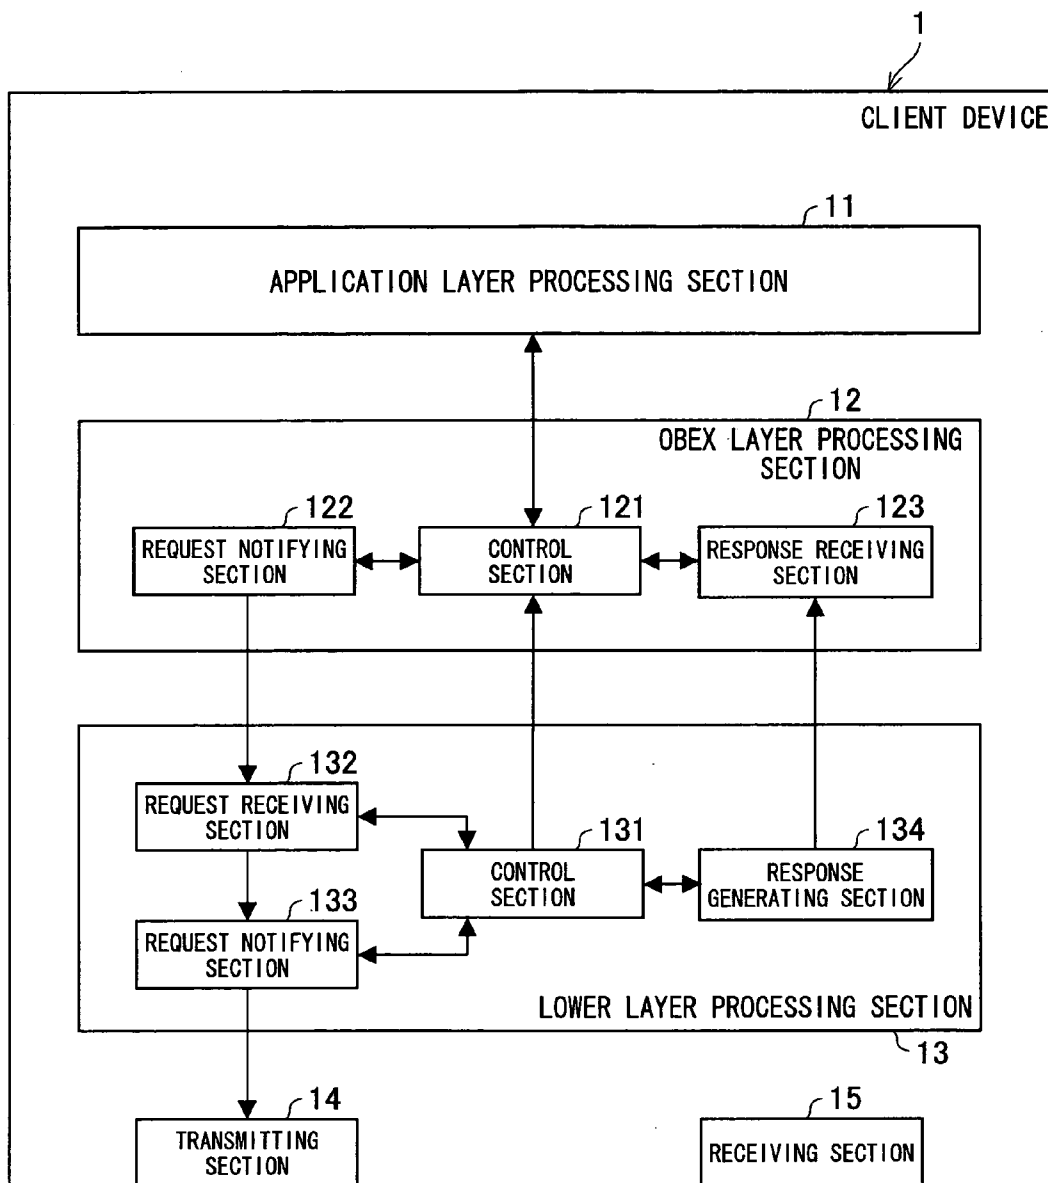 1
CLIENT DEVICE
11
APPLICATION LAYER PROCESSING SECTION
12
OBEX LAYER PROCESSING
SECTION
122
REQUEST NOTIFYING
SECTION
121
CONTROL
SECTION
123
RESPONSE RECEIVING
SECTION
132
REQUEST RECEIVING
SECTION
131
CONTROL
SECTION
134
RESPONSE
GENERATING SECTION
133
REQUEST NOTIFYING
SECTION
LOWER LAYER PROCESSING SECTION
13
14
TRANSMITTING
SECTION
15
RECEIVING SECTION